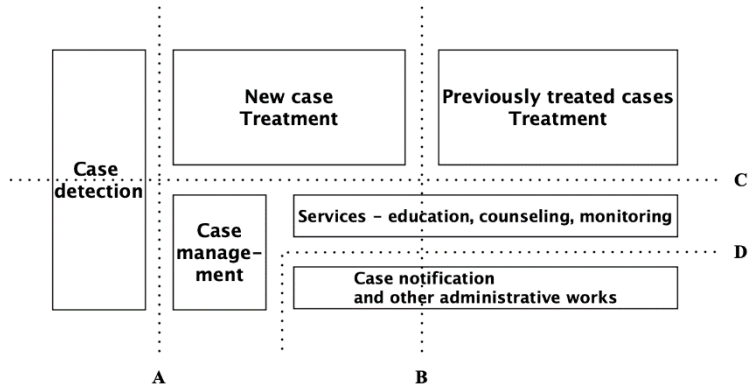 New case
Treatment
Previously treated cases
Treatment
Case
detection
C
Case
manage-
ment
Services - education, counseling, monitoring
D
Case notification
and other administrative works
A
B